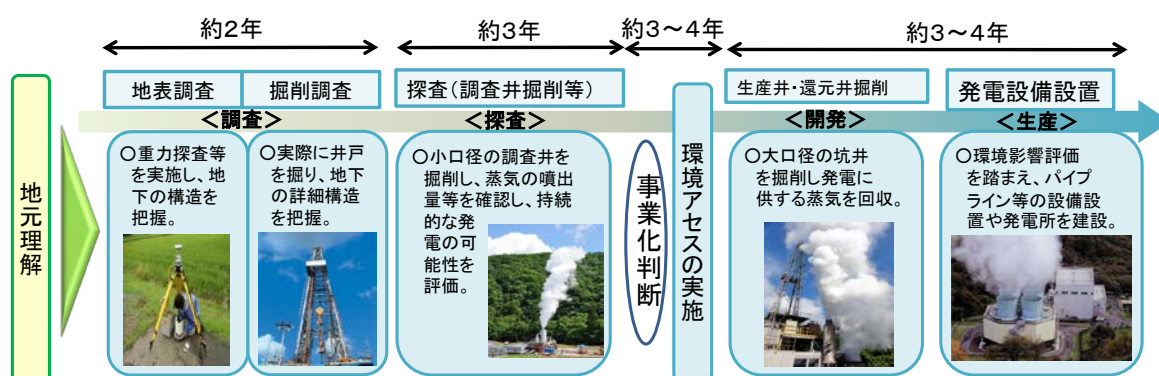 約2年
約3年
約3～4年
約3～4年
地元理解
地表調査
掘削調査
探査(調査井掘削等)
生産井・還元井掘削
発電設備設置
＜調査＞
＜探査＞
＜開発＞
＜生産＞
○重力探査等
を実施し、地
下の構造を
把握。
○実際に井戸
を掘り、地下
の詳細構造
を把握。
○小口径の調査井を
掘削し、蒸気の噴出
量等を確認し、持続
的な発
電の可
能性を
評価。
事業化判断
環境アセスの実施
○大口径の坑井
を掘削し発電に
供する蒸気を回収。
○環境影響評価
を踏まえ、パイプ
ライン等の設備設
置や発電所を建設。